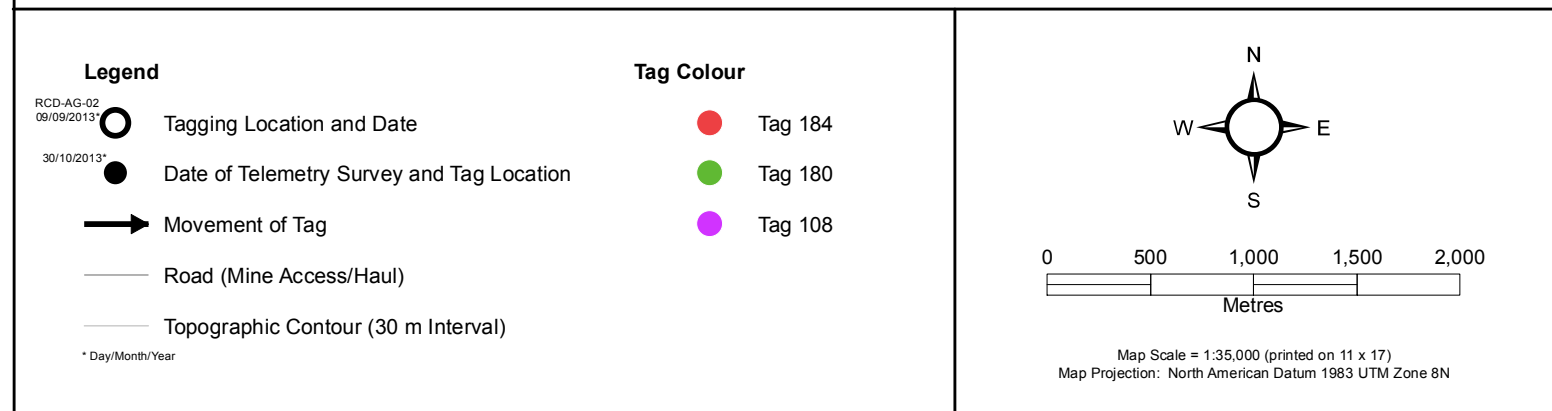 Legend
RCD-AG-02
09/09/2013*
Tagging Location and Date
30/10/2013*
Date of Telemetry Survey and Tag Location
Movement of Tag
Road (Mine Access/Haul)
Topographic Contour (30 m Interval)
* Day/Month/Year
Tag Colour
Tag 184
Tag 180
Tag 108
N
W E
S
0 500 1,000 1,500 2,000
Metres
Map Scale = 1:35,000 (printed on 11 x 17)
Map Projection: North American Datum 1983 UTM Zone 8N